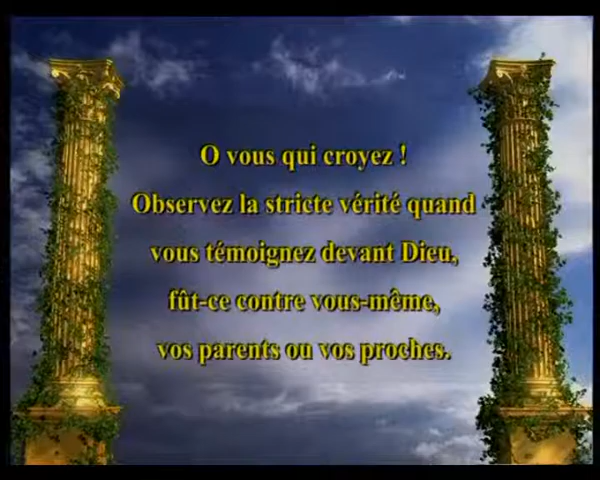 O vous qui croyez !
Observez la stricte vérité quand
vous témoignez devant Dieu,
fût-ce contre vous-même,
vos parents ou vos proches.